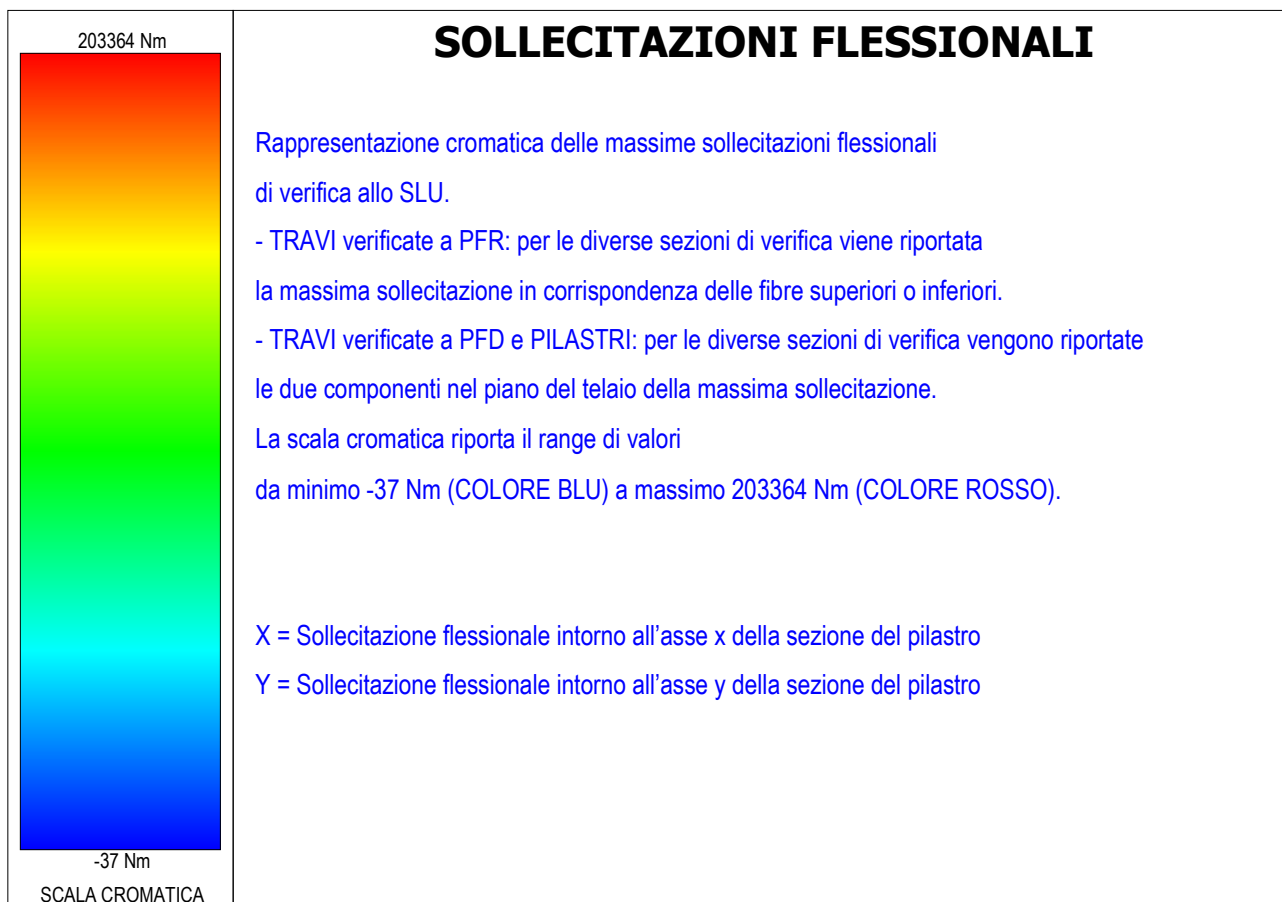 203364 Nm
-37 Nm
SCALA CROMATICA
SOLLECITAZIONI FLESSIONALI
Rappresentazione cromatica delle massime sollecitazioni flessionali
di verifica allo SLU.
- TRAVI verificate a PFR: per le diverse sezioni di verifica viene riportata
la massima sollecitazione in corrispondenza delle fibre superiori o inferiori.
- TRAVI verificate a PFD e PILASTRI: per le diverse sezioni di verifica vengono riportate
le due componenti nel piano del telaio della massima sollecitazione.
La scala cromatica riporta il range di valori
da minimo -37 Nm (COLORE BLU) a massimo 203364 Nm (COLORE ROSSO).
X = Sollecitazione flessionale intorno all'asse x della sezione del pilastro
Y = Sollecitazione flessionale intorno all'asse y della sezione del pilastro